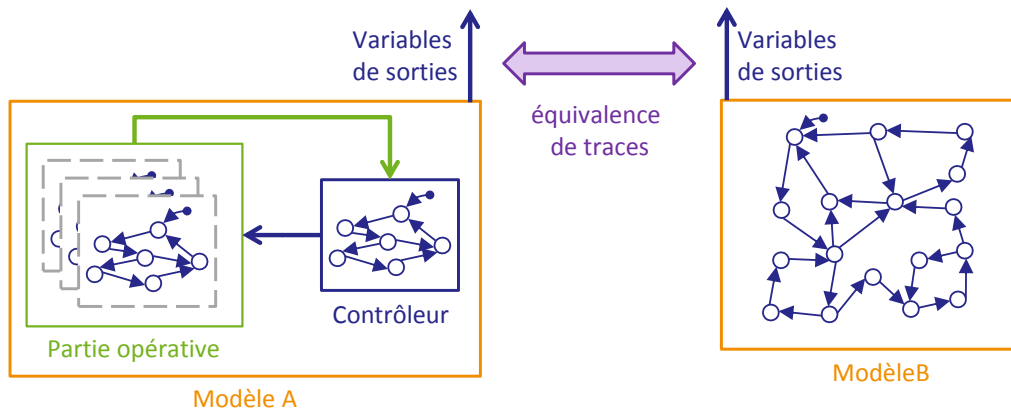 Variables
de sorties
équivalence
de traces
Variables
de sorties
Contrôleur
Partie opérative
Modèle A
ModèleB